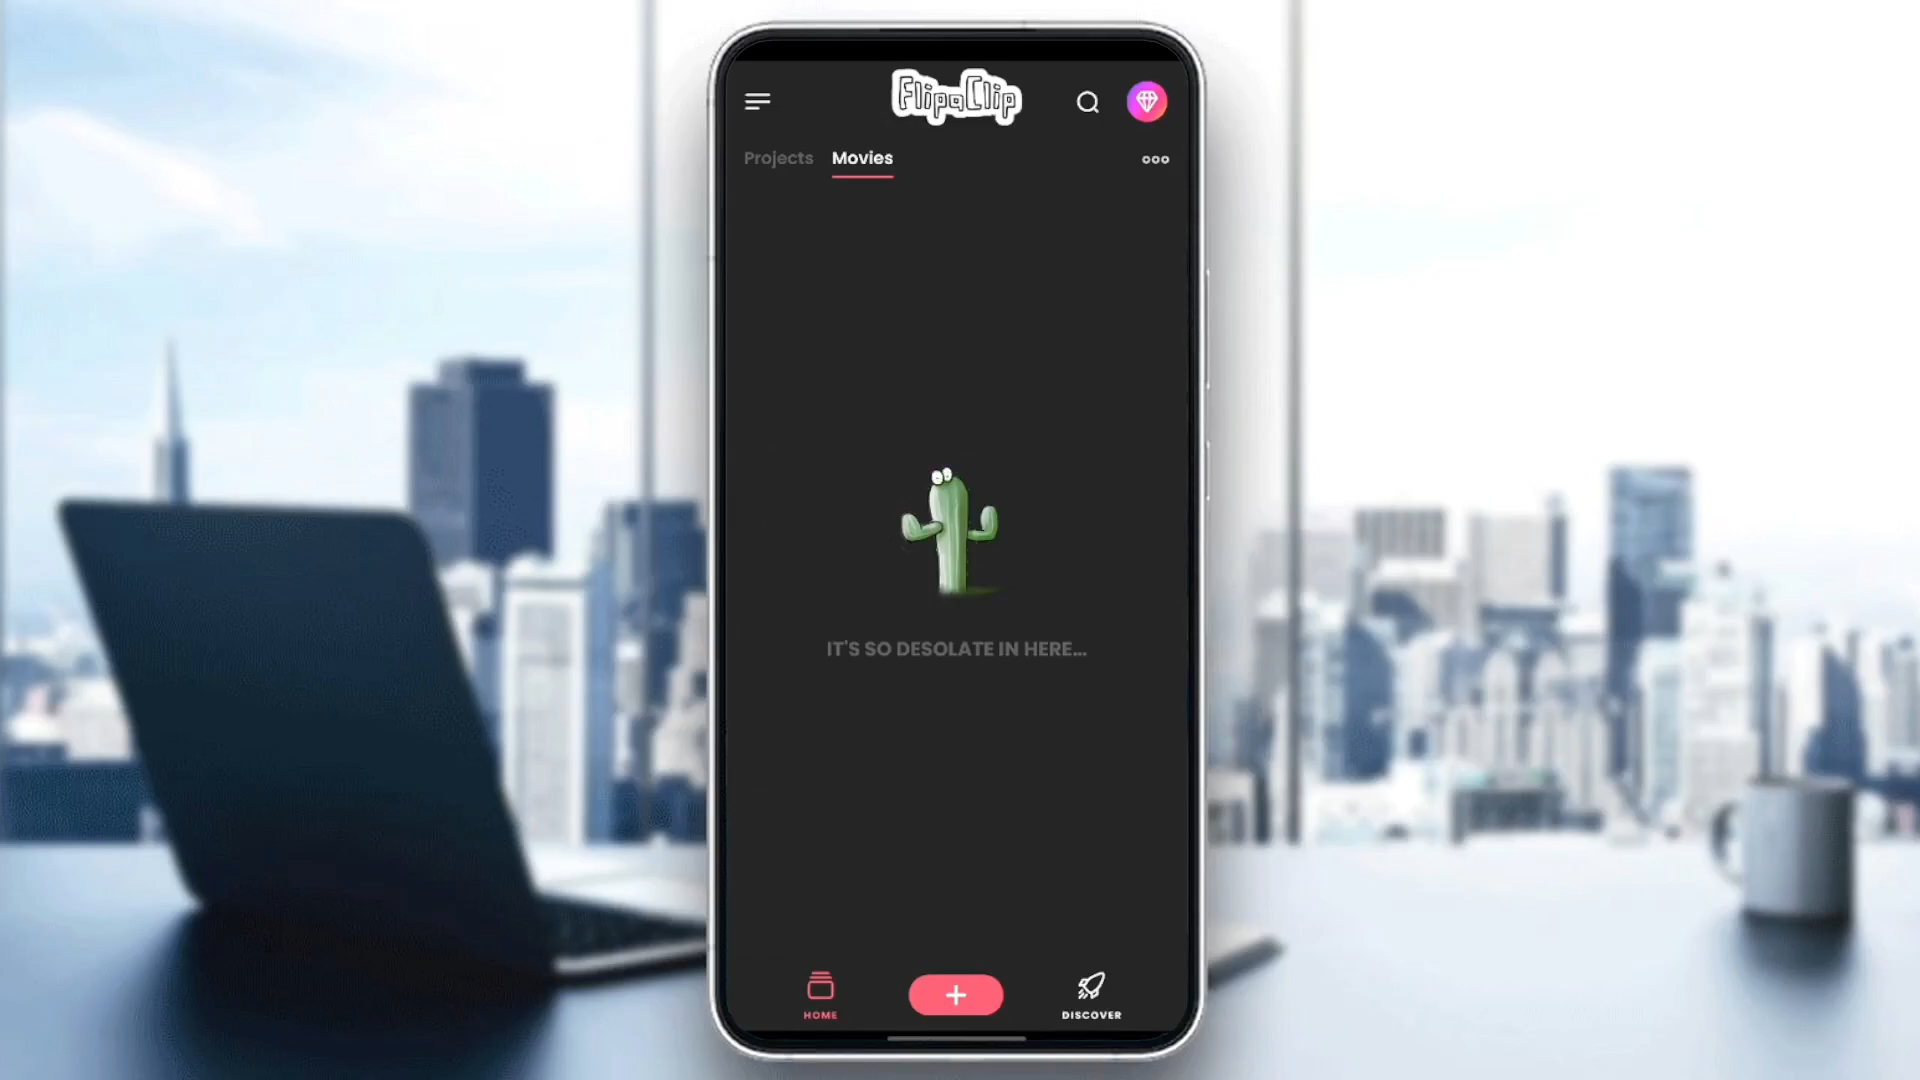 FlipaClip
Projects Movies
IT'S SO DESOLATE IN HERE...
HOME
DISCOVER